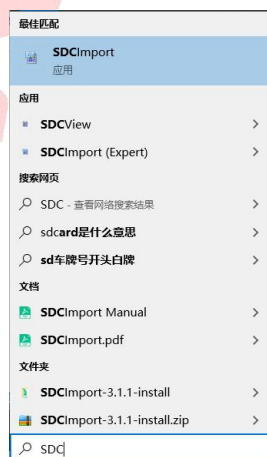 最佳匹配
SDCImport
应用
应用
SDCView
SDCImport (Expert)
搜索网页
SDC - 查看网络搜索结果
sdcard是什么意思
sd车牌号开头白牌
文档
SDCImport Manual
SDCImport.pdf
文件夹
SDCImport-3.1.1-install
SDCImport-3.1.1-install.zip
SDC